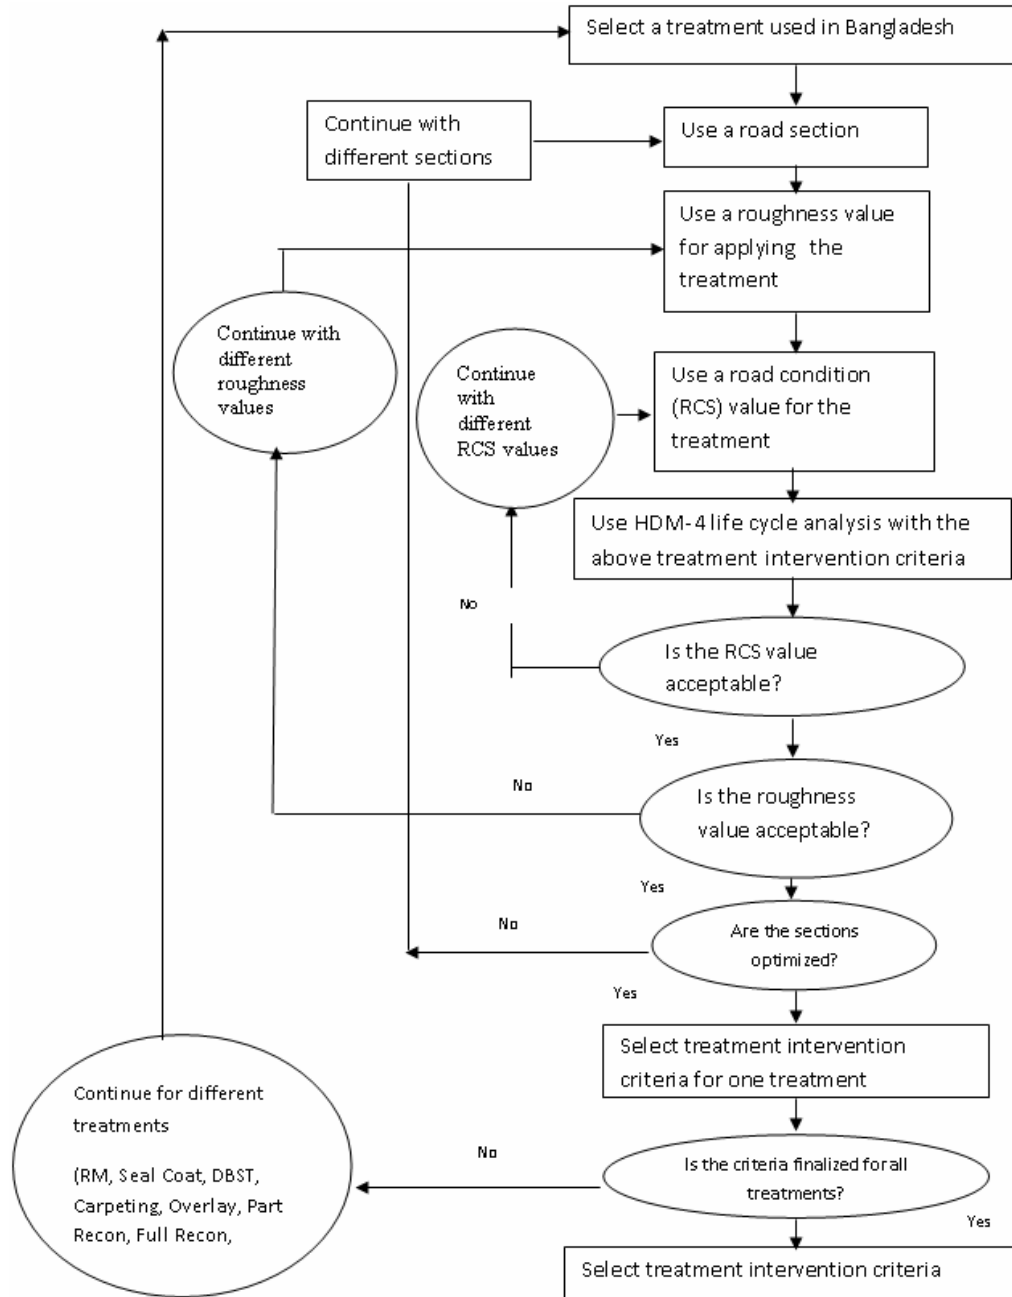 Select a treatment used in Bangladesh
Continue with
different sections
Use a road section
Use a roughness value
for applying the
treatment
Continue with
different
roughness
values
Continue
with
different
RCS values
Use a road condition
(RCS) value for the
treatment
Use HDM-4 life cycle analysis with the
above treatment intervention criteria
No
Is the RCS value
acceptable?
Yes
No
Is the roughness
value acceptable?
Yes
No
Are the sections
optimized?
Yes
Select treatment intervention
criteria for one treatment
Continue for different
treatments
(RM, Seal Coat, DBST,
Carpeting, Overlay, Part
Recon, Full Recon,
No
Is the criteria finalized for all
treatments?
Yes
Select treatment intervention criteria